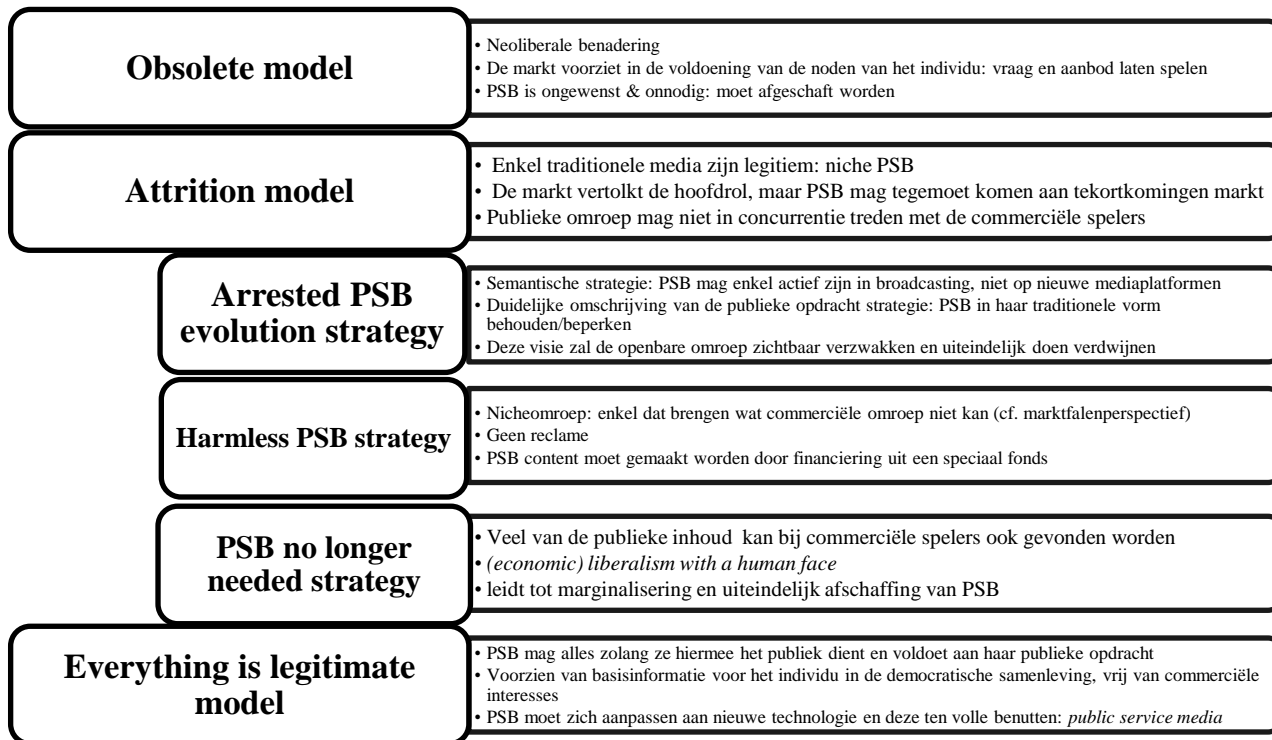 Obsolete model
• Neoliberale benadering
• De markt voorziet in de voldoening van de noden van het individu: vraag en aanbod laten spelen
• PSB is ongewenst & onnodig: moet afgeschaft worden
Attrition model
• Enkel traditionele media zijn legitiem: niche PSB
• De markt vertolkt de hoofdrol, maar PSB mag tegemoet komen aan tekortkomingen markt
• Publieke omroep mag niet in concurrentie treden met de commerciële spelers
Arrested PSB
evolution strategy
• Semantische strategie: PSB mag enkel actief zijn in broadcasting, niet op nieuwe mediaplatformen
• Duidelijke omschrijving van de publieke opdracht strategie: PSB in haar traditionele vorm
behouden/beperken
• Deze visie zal de openbare omroep zichtbaar verzwakken en uiteindelijk doen verdwijnen
Harmless PSB strategy
• Nicheomroep: enkel dat brengen wat commerciële omroep niet kan (cf. marktfalenperspectief)
• Geen reclame
• PSB content moet gemaakt worden door financiering uit een speciaal fonds
PSB no longer
needed strategy
• Veel van de publieke inhoud kan bij commerciële spelers ook gevonden worden
• (economic) liberalism with a human face
• leidt tot marginalisering en uiteindelijk afschaffing van PSB
Everything is legitimate
model
• PSB mag alles zolang ze hiermee het publiek dient en voldoet aan haar publieke opdracht
• Voorzien van basisinformatie voor het individu in de democratische samenleving, vrij van commerciële
interesses
• PSB moet zich aanpassen aan nieuwe technologie en deze ten volle benutten: public service media